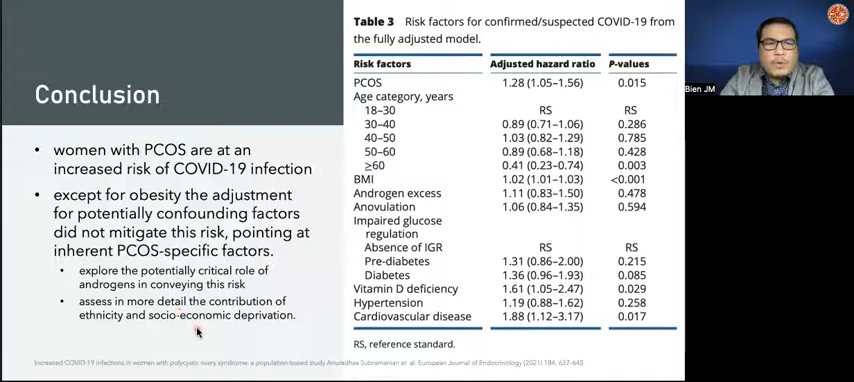 Conclusion
• women with PCOS are at an
increased risk of COVID-19 infection
• except for obesity the adjustment
for potentially confounding factors
did not mitigate this risk, pointing at
inherent PCOS-specific factors.
• explore the potentially critical role of
androgens in conveying this risk
• assess in more detail the contribution of
ethnicity and socio-economic deprivation.
Table 3 Risk factors for confirmed/suspected COVID-19 from
the fully adjusted model.
Risk factors Adjusted hazard ratio P-values
PCOS 1.28 (1.05–1.56) 0.015
Age category, years
18–30 RS RS
30–40 0.89 (0.71–1.06) 0.286
40–50 1.03 (0.82–1.29) 0.785
50–60 0.89 (0.68–1.18) 0.428
≥60 0.41 (0.23–0.74) 0.003
BMI 1.02 (1.01–1.03) <0.001
Androgen excess 1.11 (0.83–1.50) 0.478
Anovulation 1.06 (0.84–1.35) 0.594
Impaired glucose
regulation
Absence of IGR RS RS
Pre-diabetes 1.31 (0.86–2.00) 0.215
Diabetes 1.36 (0.96–1.93) 0.085
Vitamin D deficiency 1.61 (1.05–2.47) 0.029
Hypertension 1.19 (0.88–1.62) 0.258
Cardiovascular disease 1.88 (1.12–3.17) 0.017
RS, reference standard.
Increased COVID-19 infections in women with polycystic ovary syndrome: a population-based study Anuradhaa Subramanian et al. European Journal of Endocrinology (2021) 184, 637–645
Bien JM